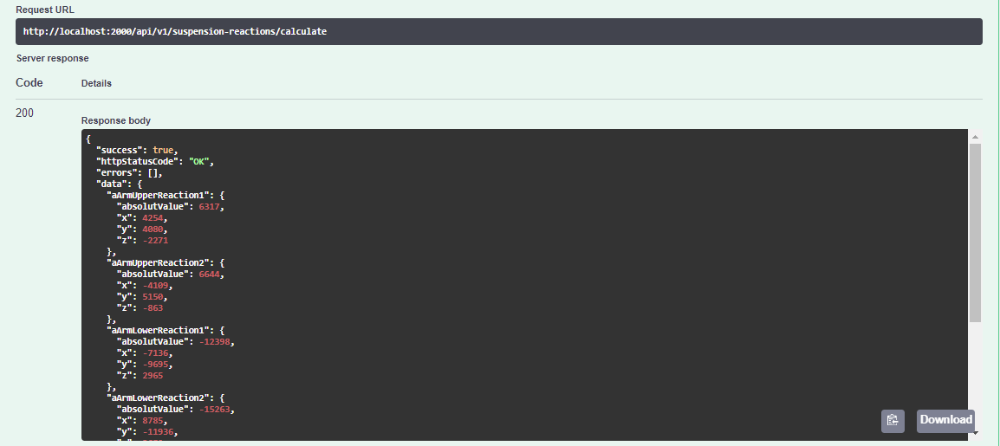 Request URL
http://localhost:2000/api/v1/suspension-reactions/calculate
Server response
Code Details
200
Response body
{
  "success": true,
  "httpStatusCode": "OK",
  "errors": [],
  "data": {
    "aArmUpperReaction1": {
      "absolutValue": 6317,
      "x": 4254,
      "y": 4080,
      "z": -2271
    },
    "aArmUpperReaction2": {
      "absolutValue": 6644,
      "x": -4109,
      "y": 5150,
      "z": -863
    },
    "aArmLowerReaction1": {
      "absolutValue": -12398,
      "x": -7136,
      "y": -9695,
      "z": 2965
    },
    "aArmLowerReaction2": {
      "absolutValue": -15263,
      "x": 8785,
      "y": -11936,
Download